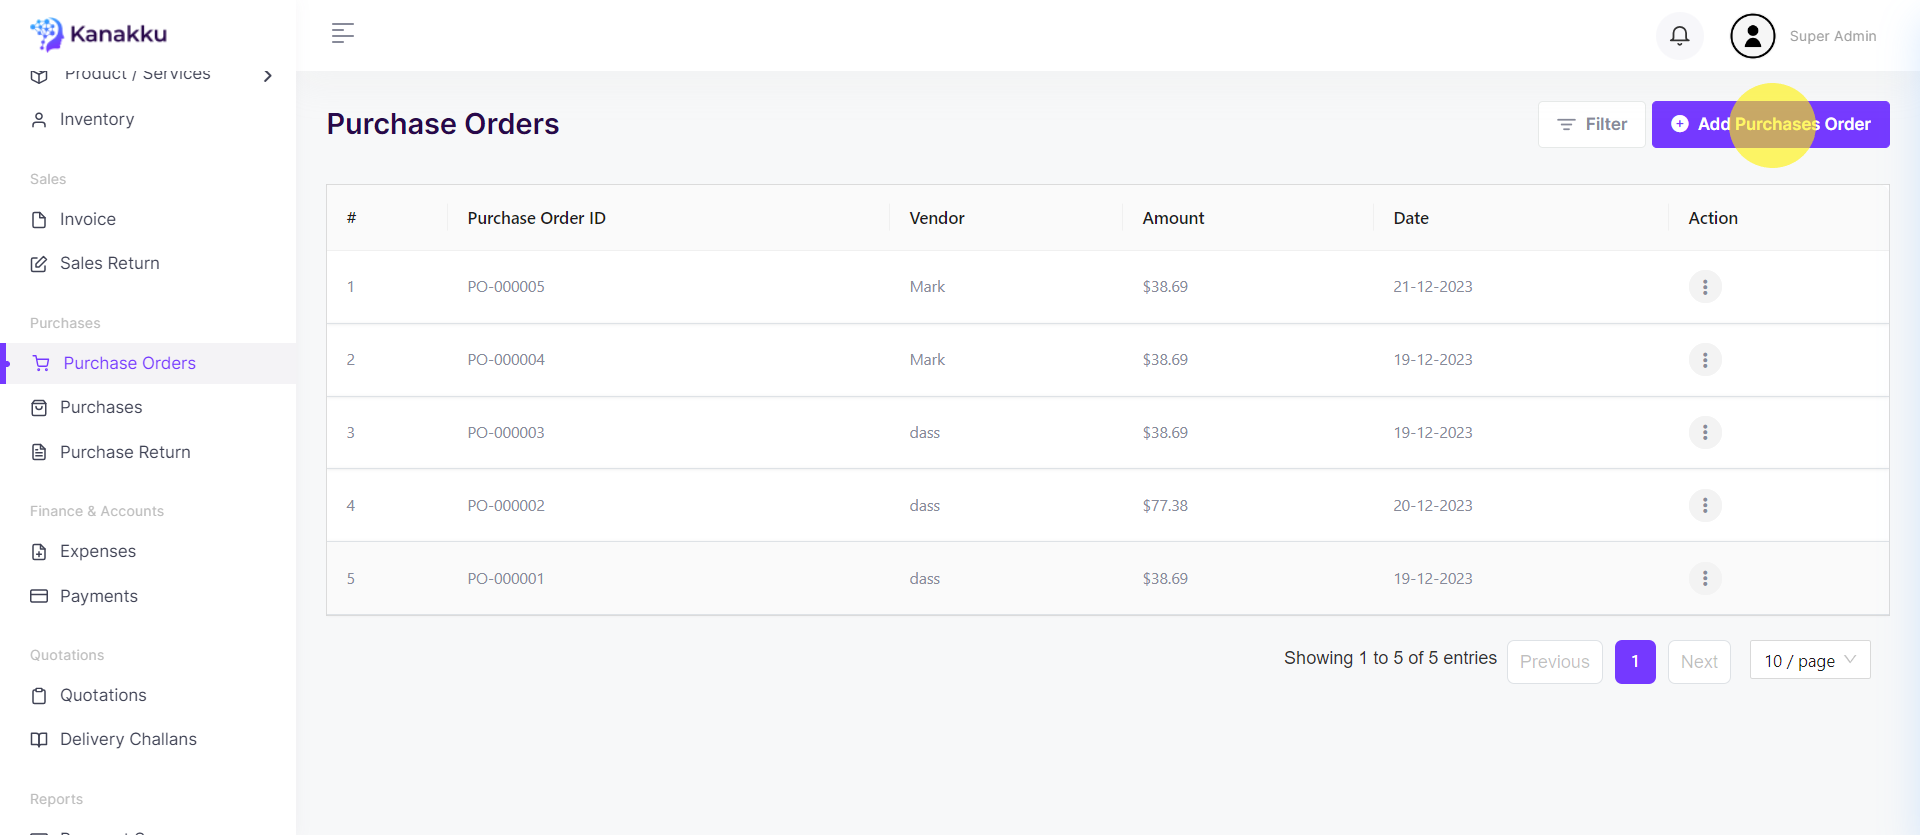 Kanakku
Super Admin
Product / Services
Inventory
Sales
Invoice
Sales Return
Purchases
Purchase Orders
Purchases
Purchase Return
Finance & Accounts
Expenses
Payments
Quotations
Quotations
Delivery Challans
Reports
Purchase Orders
Filter
Add Purchases Order
# Purchase Order ID Vendor Amount Date Action
1 PO-000005 Mark $38.69 21-12-2023
2 PO-000004 Mark $38.69 19-12-2023
3 PO-000003 dass $38.69 19-12-2023
4 PO-000002 dass $77.38 20-12-2023
5 PO-000001 dass $38.69 19-12-2023
Showing 1 to 5 of 5 entries Previous 1 Next 10 / page